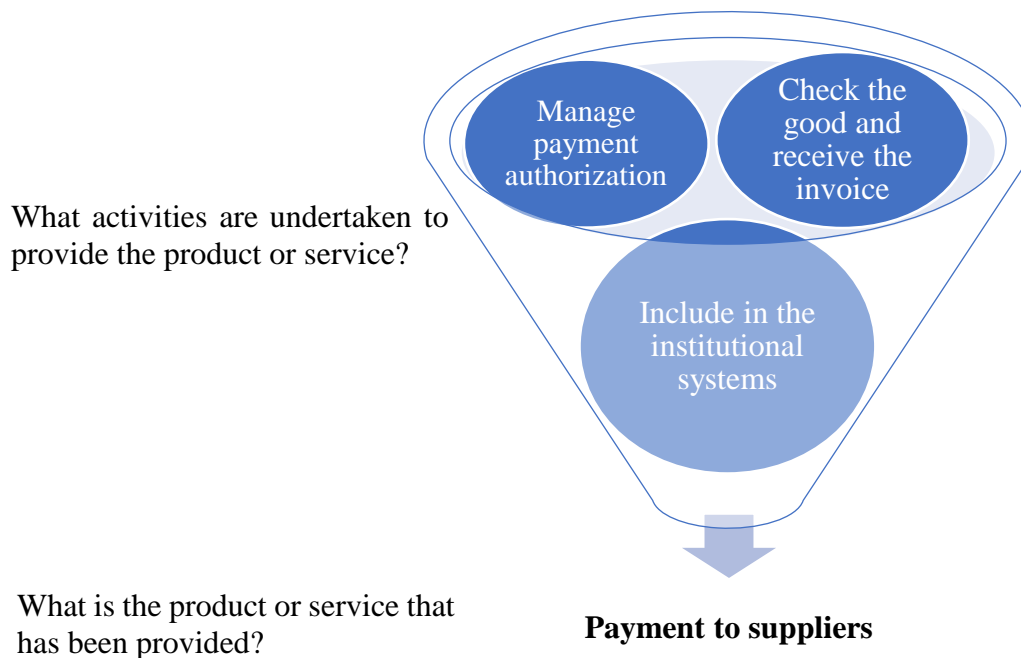 Manage
payment
authorization
Check the
good and
receive the
invoice
What activities are undertaken to
provide the product or service?
Include in the
institutional
systems
What is the product or service that
has been provided?
Payment to suppliers